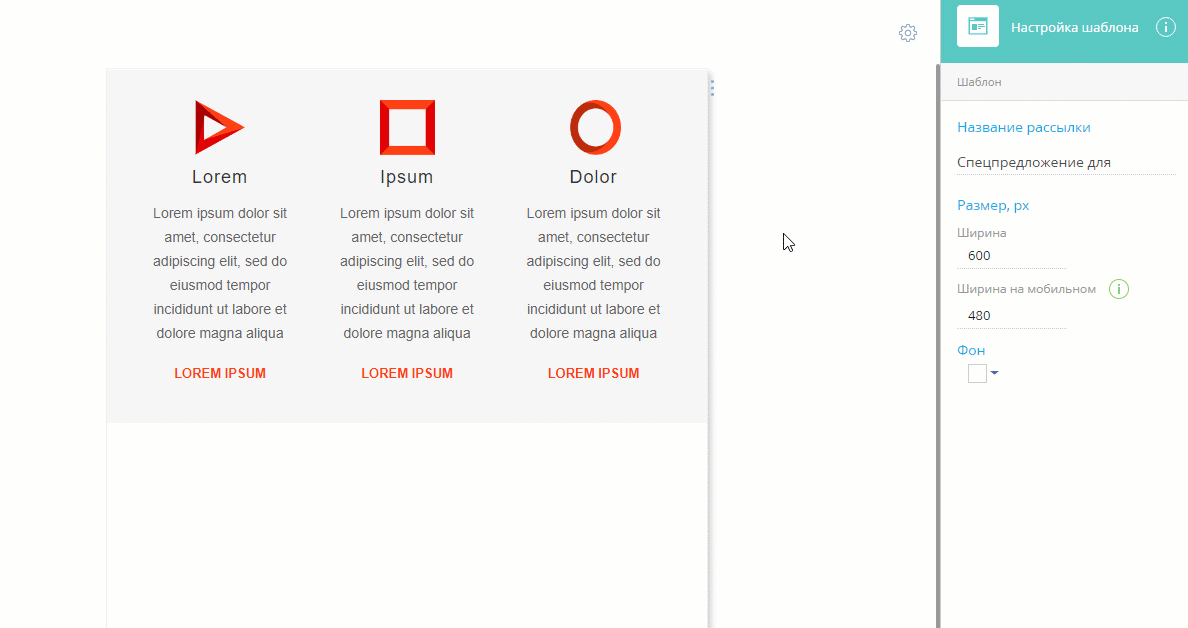 Настройка шаблона
Шаблон
Название рассылки
Спецпредложение для
Размер, px
Ширина
600
Ширина на мобильном
480
Фон
Lorem
Lorem ipsum dolor sit
amet, consectetur
adipiscing elit, sed do
eiusmod tempor
incididunt ut labore et
dolore magna aliqua
LOREM IPSUM
Ipsum
Lorem ipsum dolor sit
amet, consectetur
adipiscing elit, sed do
eiusmod tempor
incididunt ut labore et
dolore magna aliqua
LOREM IPSUM
Dolor
Lorem ipsum dolor sit
amet, consectetur
adipiscing elit, sed do
eiusmod tempor
incididunt ut labore et
dolore magna aliqua
LOREM IPSUM